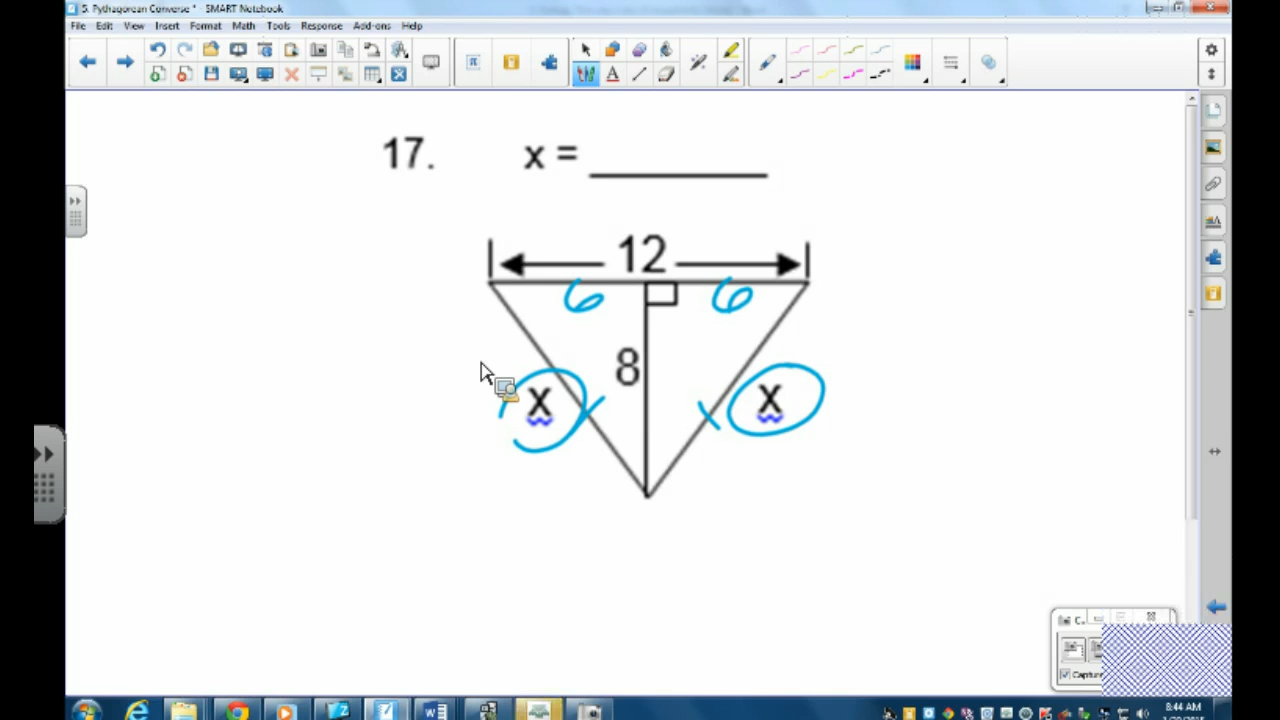 5. Pythagorean Converse * - SMART Notebook
File Edit View Insert Format Math Tools Response Add-ons Help
17. x = 
12
6 6
8
x x
C..
Capture
8:44 AM